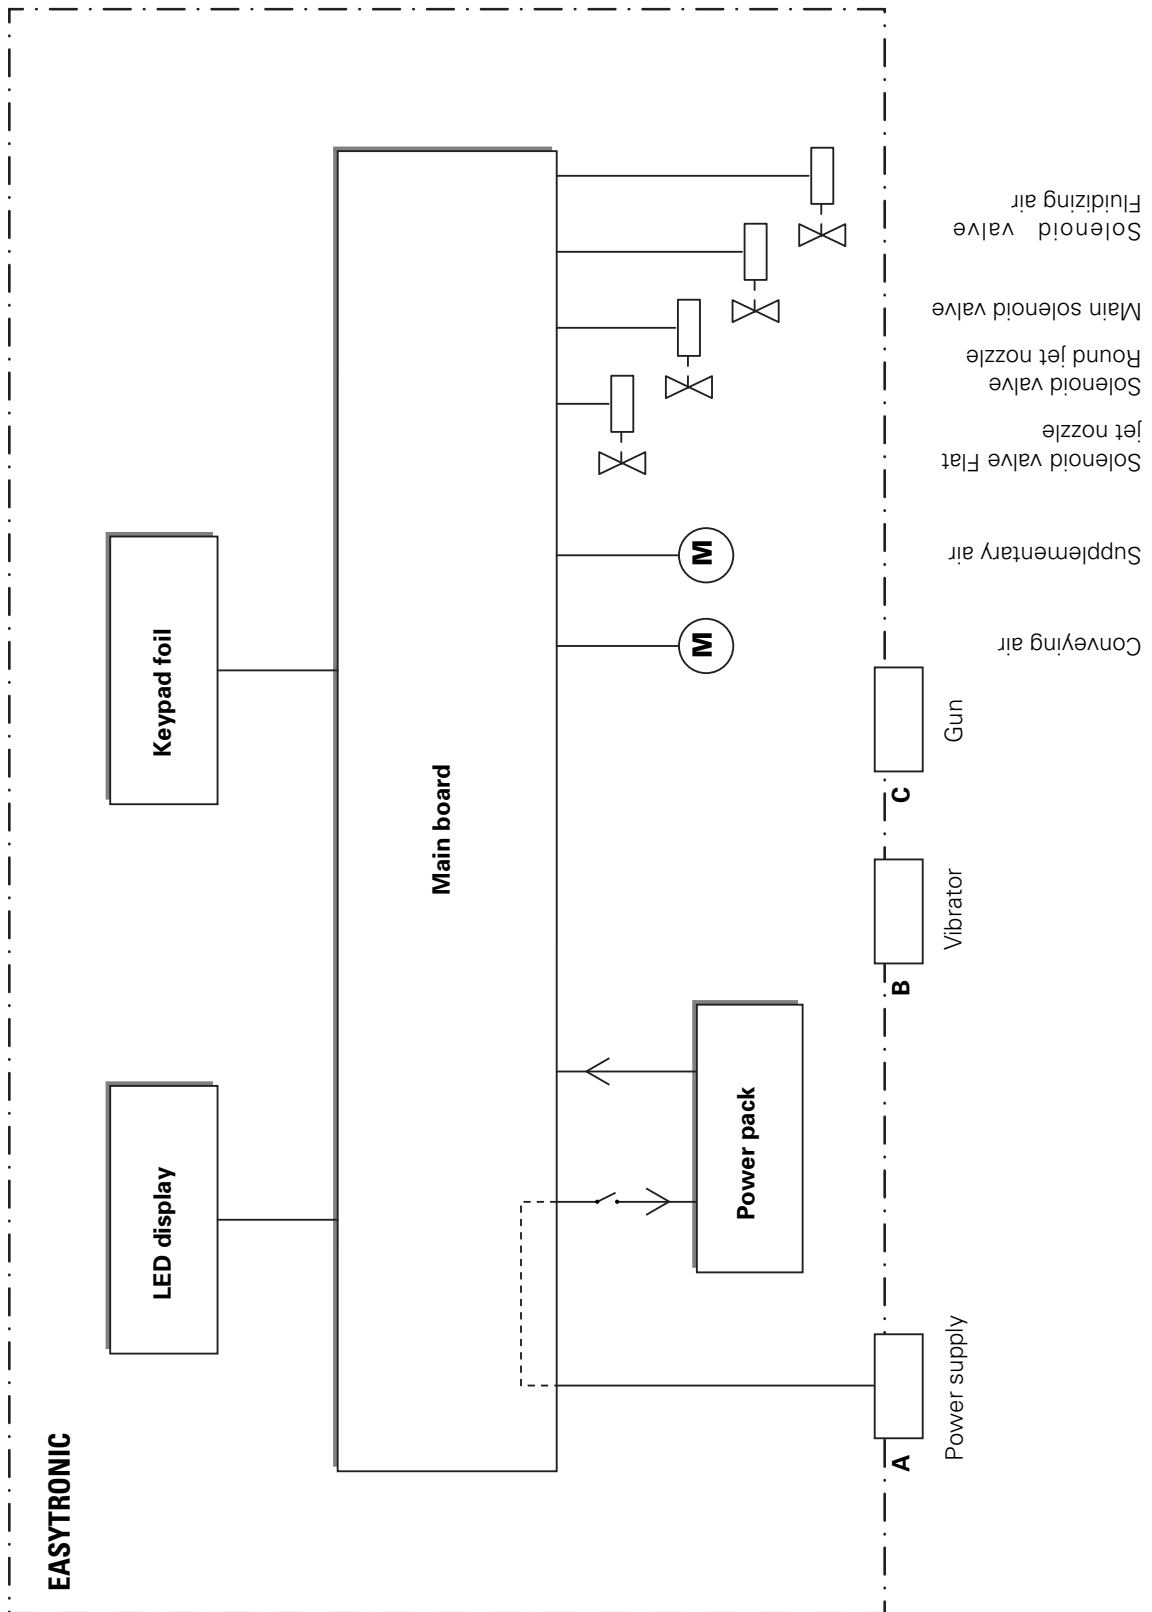 EASYTRONIC
LED display
Keypad foil
Main board
Power pack
M
M
A
Power supply
B
Vibrator
C
Gun
Conveying air
Supplementary air
Solenoid valve Flat
jet nozzle
Solenoid valve
Round jet nozzle
Main solenoid valve
Solenoid valve
Fluidizing air